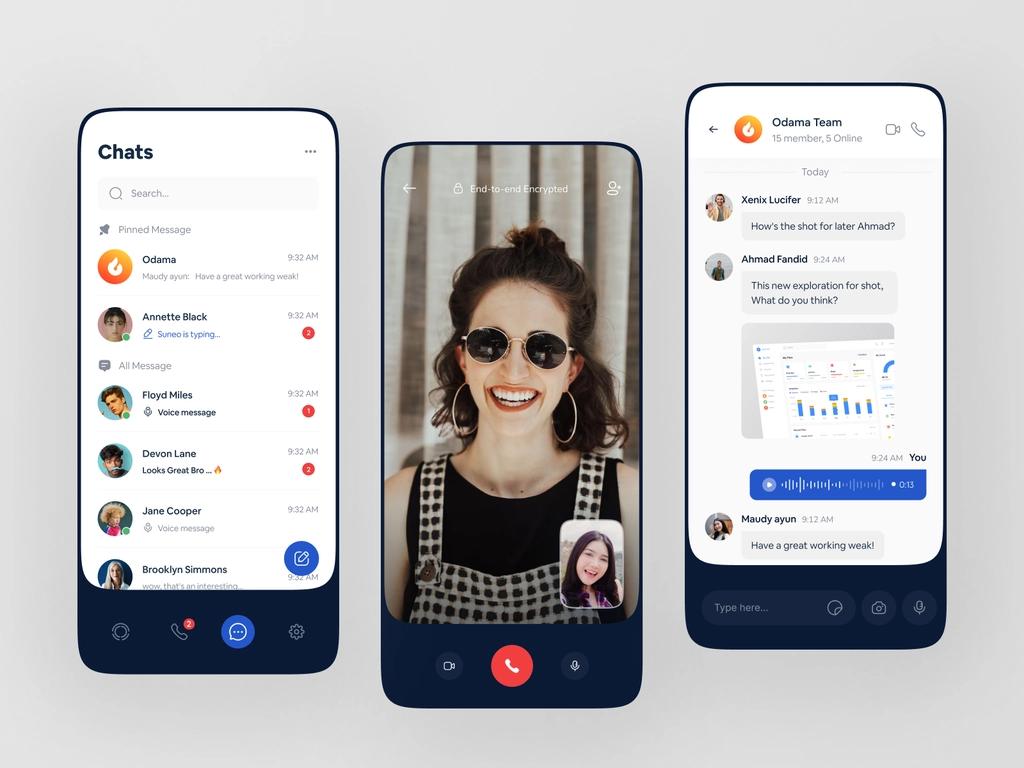 Chats
Search...
Pinned Message
Odama
9:32 AM
Maudy ayun: Have a great working weak!
Annette Black
9:32 AM
Suneo is typing...
2
All Message
Floyd Miles
9:32 AM
Voice message
1
Devon Lane
9:32 AM
Looks Great Bro ... 🔥
2
Jane Cooper
9:32 AM
Voice message
Brooklyn Simmons
9:32 AM
wow, that's an interesting...
2
End-to-end Encrypted
Odama Team
15 member, 5 Online
Today
Xenix Lucifer 9:12 AM
How's the shot for later Ahmad?
Ahmad Fandid 9:24 AM
This new exploration for shot,
What do you think?
9:24 AM You
0:13
Maudy ayun 9:12 AM
Have a great working weak!
Type here...